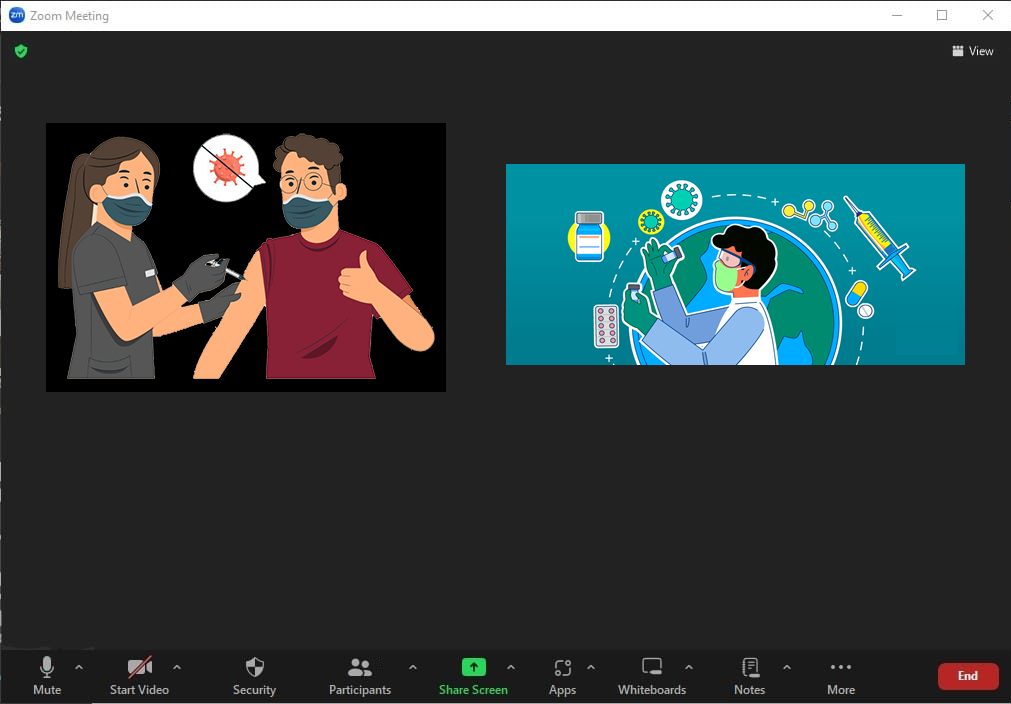 zm Zoom Meeting
View
Mute
Start Video
Security
Participants
Share Screen
Apps
Whiteboards
Notes
More
End